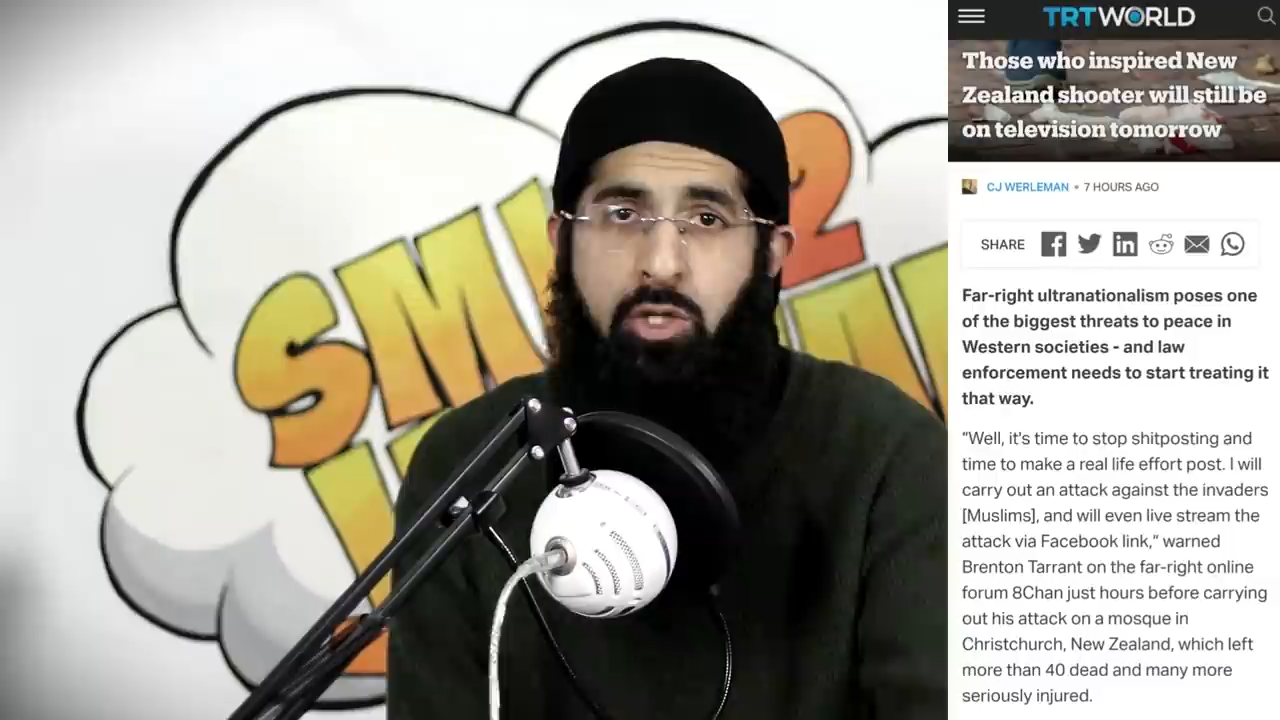 SM
2
TRTWORLD
Those who inspired New
Zealand shooter will still be
on television tomorrow
CJ WERLEMAN • 7 HOURS AGO
SHARE
Far-right ultranationalism poses one
of the biggest threats to peace in
Western societies - and law
enforcement needs to start treating it
that way.
“Well, it's time to stop shitposting and
time to make a real life effort post. I will
carry out an attack against the invaders
[Muslims], and will even live stream the
attack via Facebook link,“ warned
Brenton Tarrant on the far-right online
forum 8Chan just hours before carrying
out his attack on a mosque in
Christchurch, New Zealand, which left
more than 40 dead and many more
seriously injured.